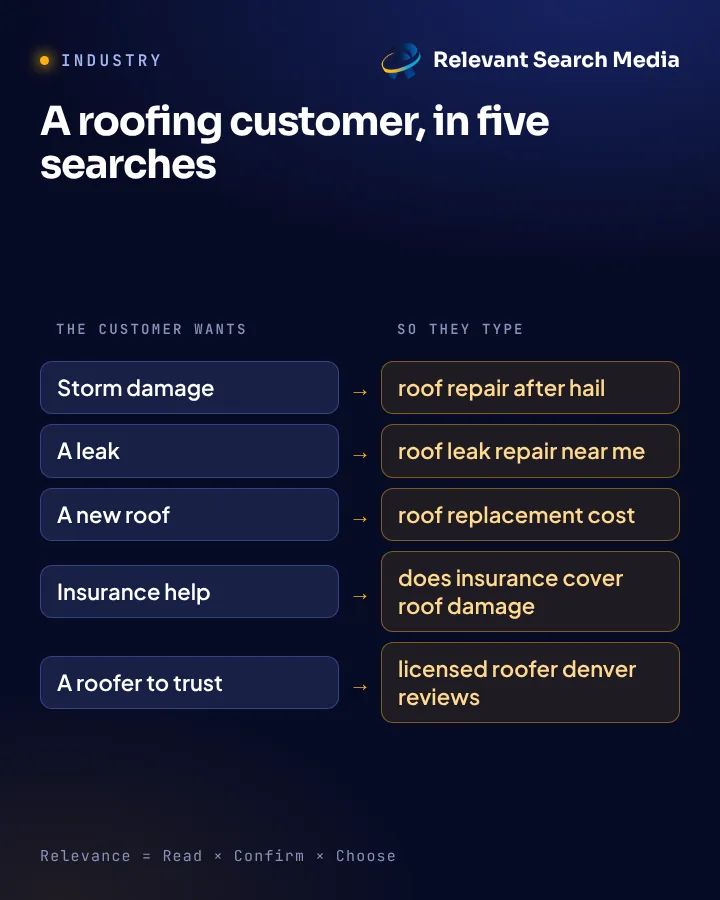 INDUSTRY
Relevant Search Media
A roofing customer, in five
searches
THE CUSTOMER WANTS
SO THEY TYPE
Storm damage
→
roof repair after hail
A leak
→
roof leak repair near me
A new roof
→
roof replacement cost
Insurance help
→
does insurance cover
roof damage
A roofer to trust
→
licensed roofer denver
reviews
Relevance = Read × Confirm × Choose